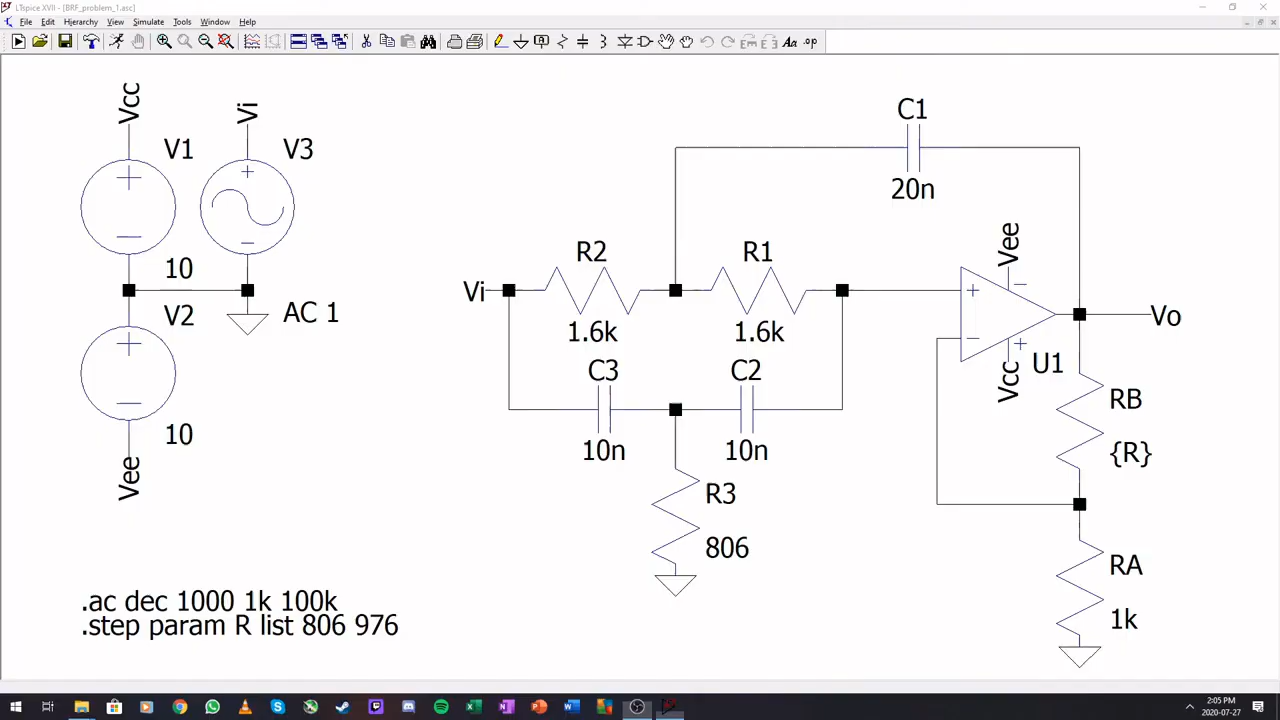 LTspice XVII - [BRF_problem_1.asc]
File Edit Hierarchy View Simulate Tools Window Help
Aa .op
Vcc
Vi
V1
V3
10
AC 1
V2
10
Vee
C1
20n
R2
R1
Vi
1.6k
1.6k
C3
C2
10n
10n
R3
806
Vee
Vcc
U1
Vo
RB
{R}
RA
1k
.ac dec 1000 1k 100k
.step param R list 806 976
2:05 PM
2020-07-27